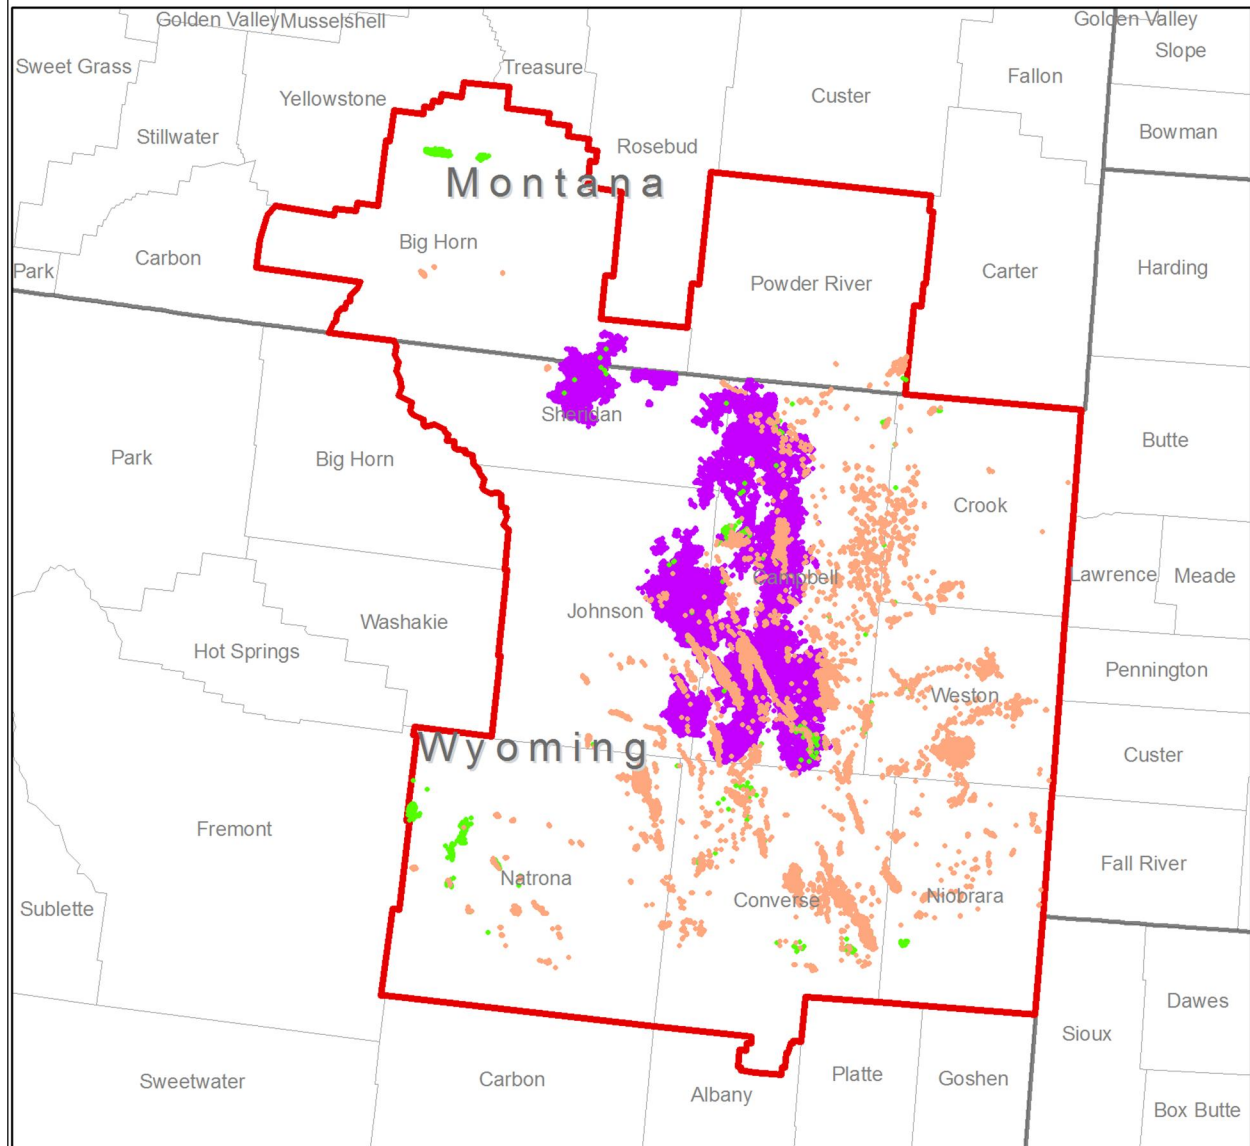 Golden Valley
Musselshell
Golden Valley
Slope
Sweet Grass
Treasure
Fallon
Yellowstone
Custer
Stillwater
Bowman
Rosebud
Montana
Big Horn
Carbon
Park
Powder River
Carter
Harding
Sheridan
Butte
Park
Big Horn
Crook
Campbell
Lawrence
Meade
Johnson
Washakie
Hot Springs
Pennington
Weston
Wyoming
Custer
Fremont
Fall River
Natrona
Converse
Niobrara
Sublette
Dawes
Sioux
Sweetwater
Carbon
Albany
Platte
Goshen
Box Butte